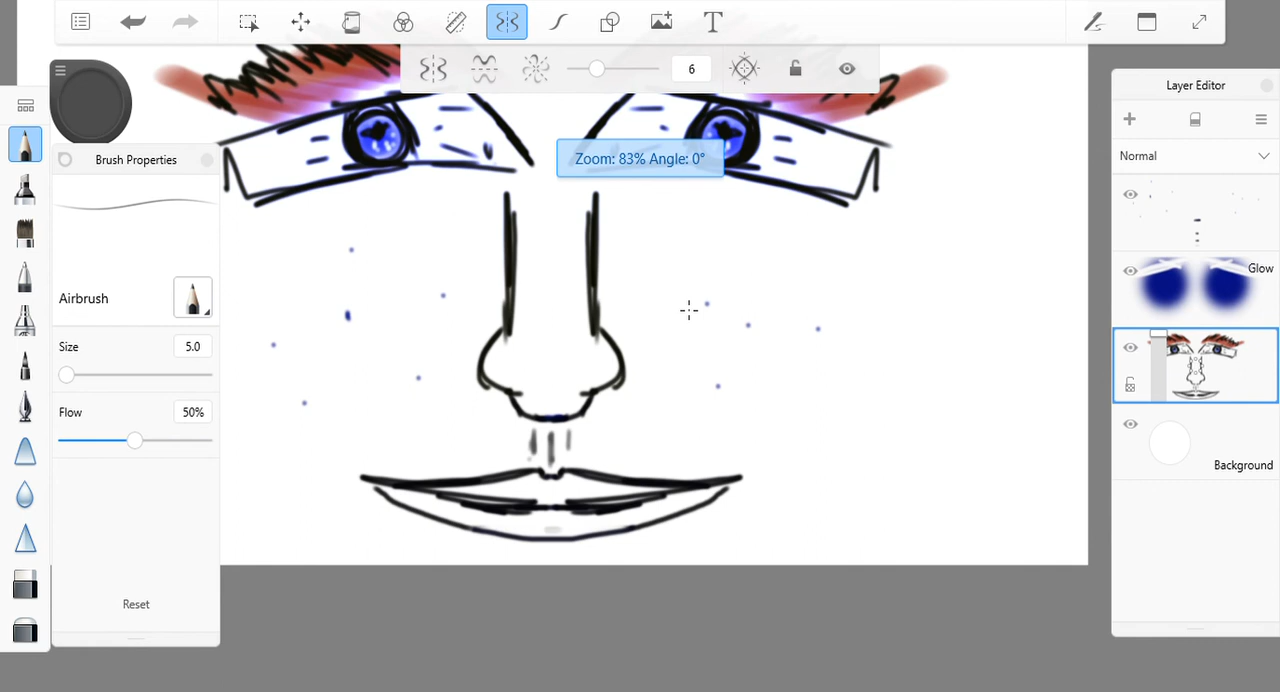 T
6
Layer Editor
Normal
Brush Properties
Zoom: 83% Angle: 0°
Glow
Airbrush
Size 5.0
Flow 50%
Background
Reset